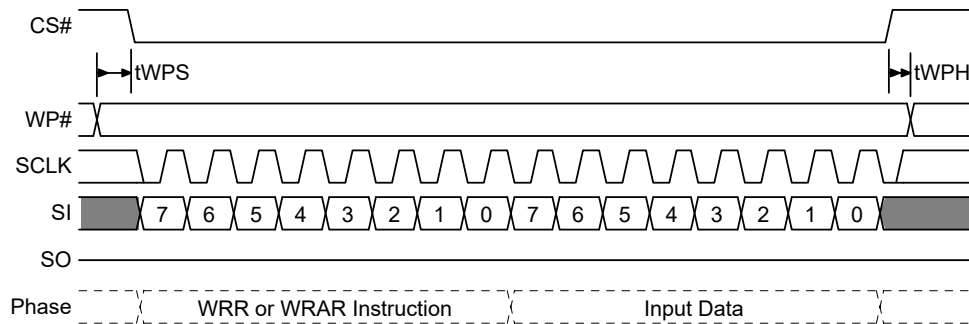 CS#
tWPS
tWPH
WP#
SCLK
SI 7 6 5 4 3 2 1 0 7 6 5 4 3 2 1 0
SO
Phase WRR or WRAR Instruction Input Data